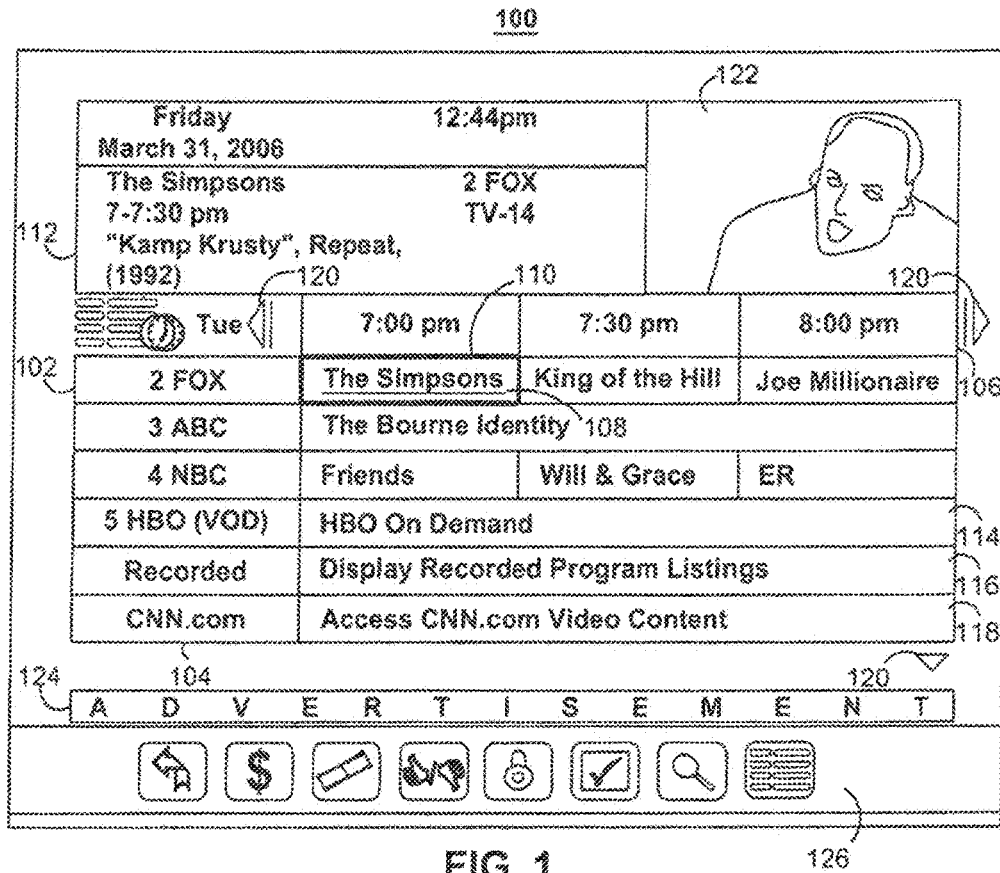 100
122
Friday 12:44pm
March 31, 2006
The Simpsons 2 FOX
7-7:30 pm TV-14
"Kamp Krusty", Repeat,
(1992)
112
120
110
120
Tue 7:00 pm 7:30 pm 8:00 pm
102
106
2 FOX The Simpsons King of the Hill Joe Millionaire
3 ABC The Bourne Identity 108
4 NBC Friends Will & Grace ER
5 HBO (VOD) HBO On Demand
114
Recorded Display Recorded Program Listings
116
CNN.com Access CNN.com Video Content
118
104
120
124
A D V E R T I S E M E N T
$
126
FIG. 1